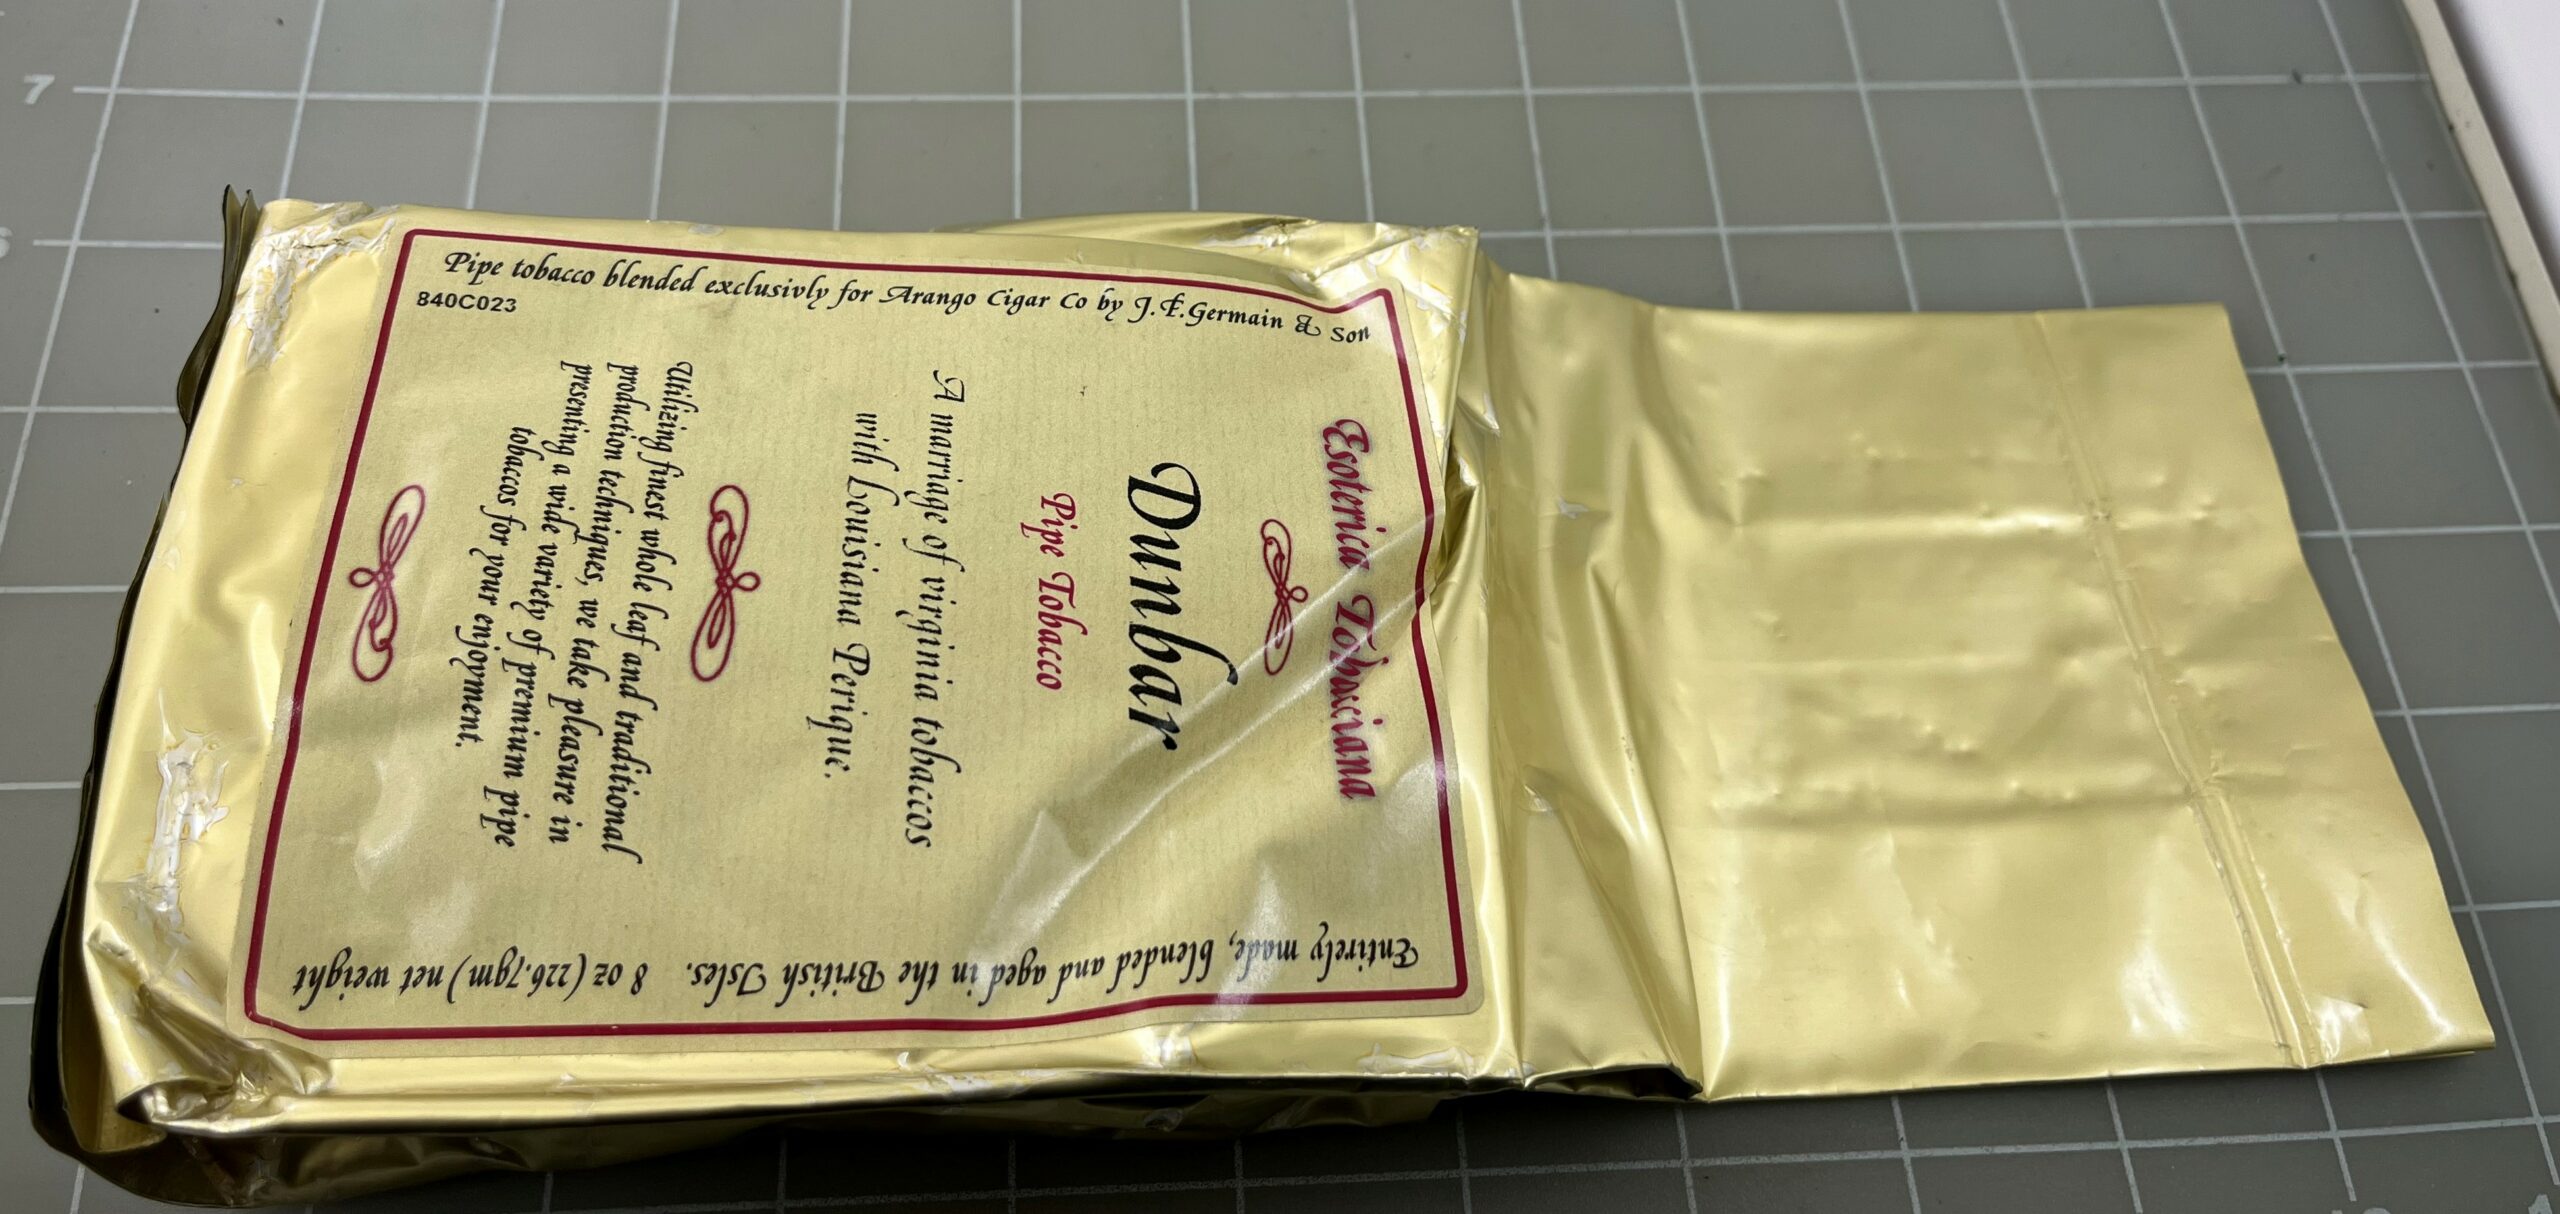 Pipe tobacco blended exclusivly for Arango Cigar Co by J.F.Germain & Son
840C023
Esoterica Tobacciana
Dunbar
Pipe Tobacco
A marriage of virginia tobaccos
with Louisiana Perique.
Utilizing finest whole leaf and traditional
production techniques, we take pleasure in
presenting a wide variety of premium pipe
tobaccos for your enjoyment.
Entirely made, blended and aged in the British Isles. 8 oz (226.7gm) net weight
7